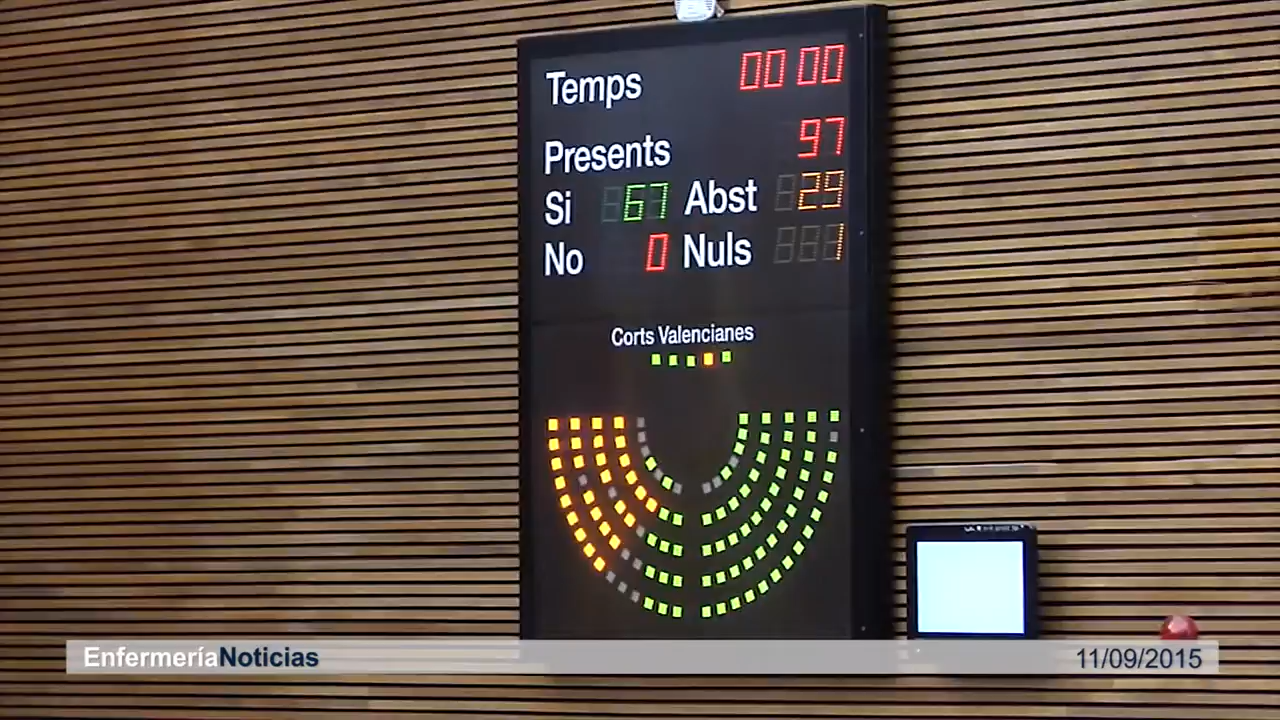 Temps 00 00
Presents 97
Si 67 Abst 29
No 0 Nuls 1
Corts Valencianes
EnfermeríaNoticias 11/09/2015